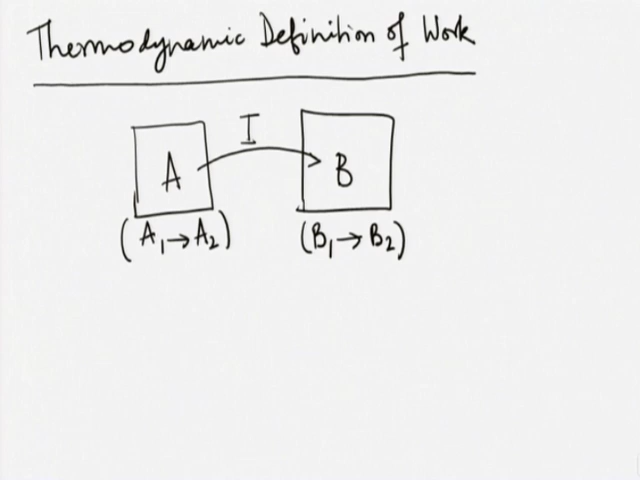 Thermodynamic Definition of Work
I
A
B
(A₁→A₂)
(B₁→B₂)